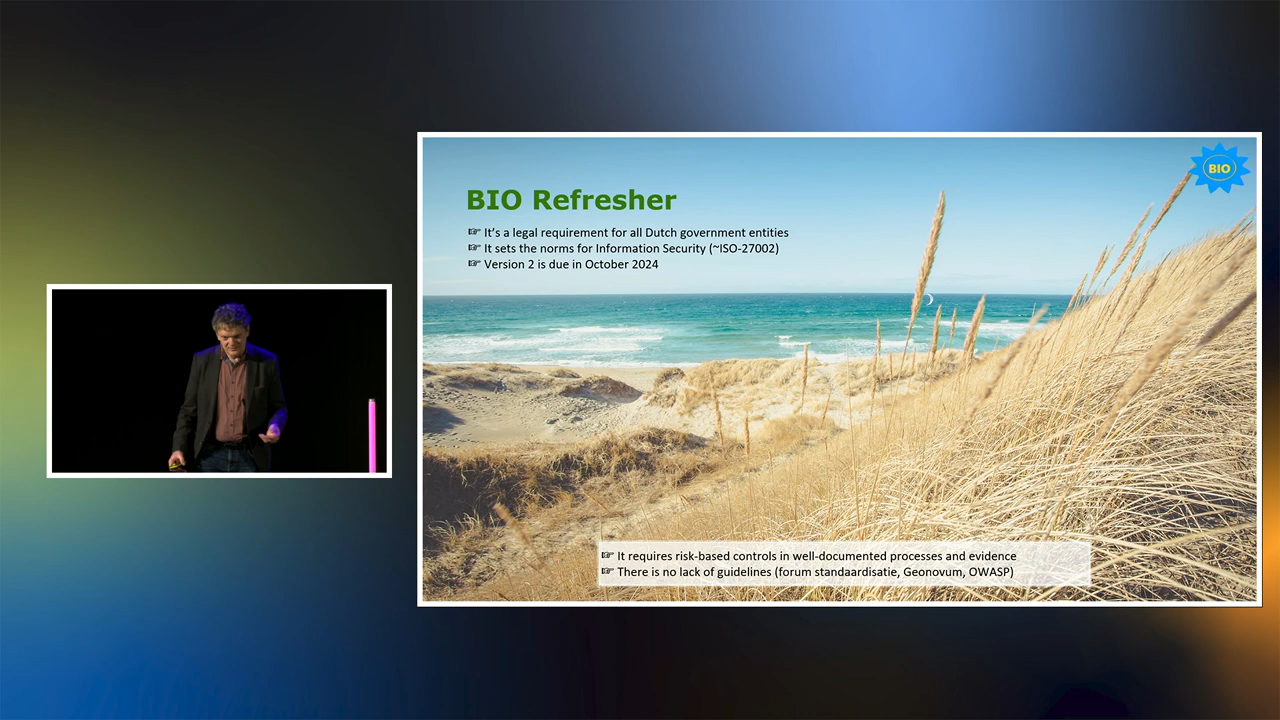 BIO
BIO Refresher
☞ It's a legal requirement for all Dutch government entities
☞ It sets the norms for Information Security (~ISO-27002)
☞ Version 2 is due in October 2024
☞ It requires risk-based controls in well-documented processes and evidence
☞ There is no lack of guidelines (forum standaardisatie, Geonovum, OWASP)